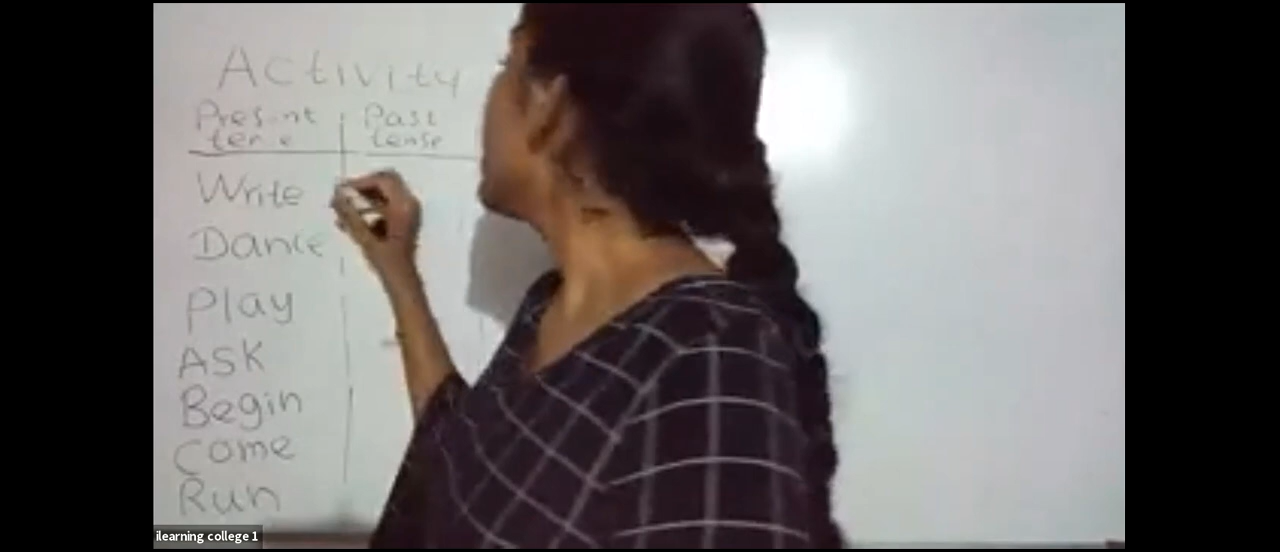 Activity
Present Past
tense tense
Write
Dance
Play
ASK
Begin
Come
Run
ilearning college 1